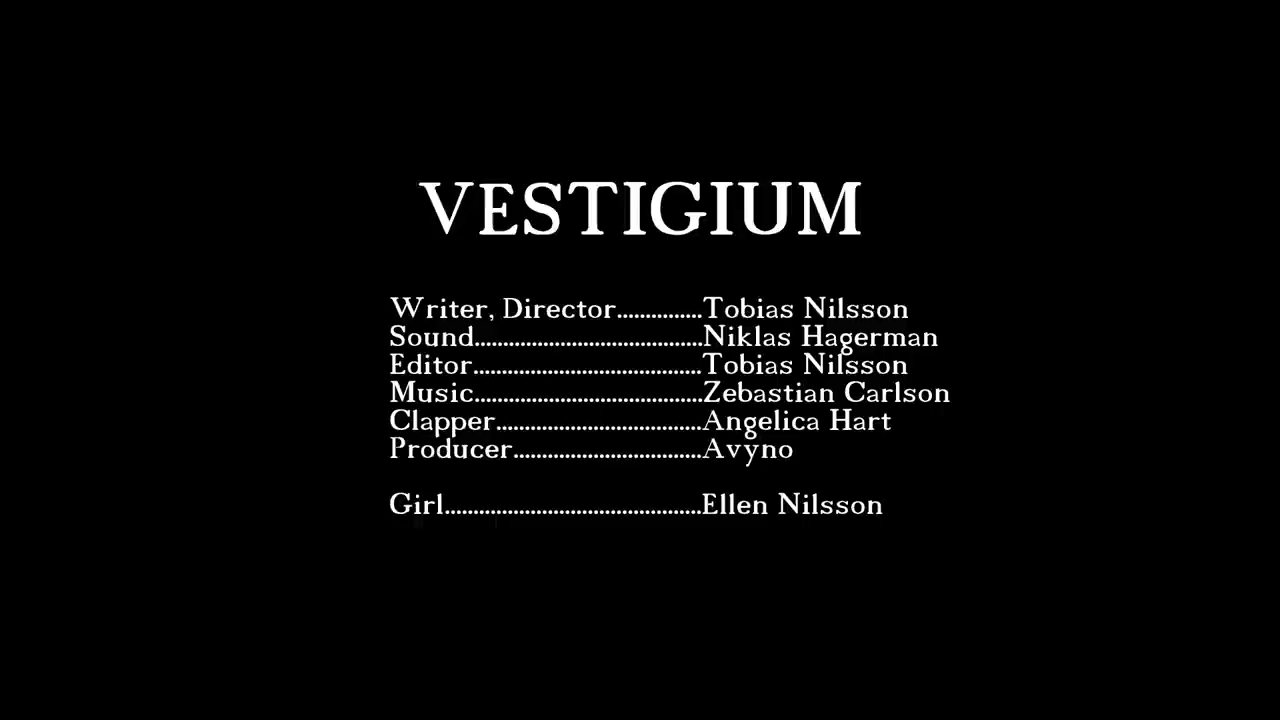 VESTIGIUM
Writer, Director...............Tobias Nilsson
Sound........................................Niklas Hagerman
Editor........................................Tobias Nilsson
Music........................................Zebastian Carlson
Clapper....................................Angelica Hart
Producer.................................Avyno
Girl.............................................Ellen Nilsson